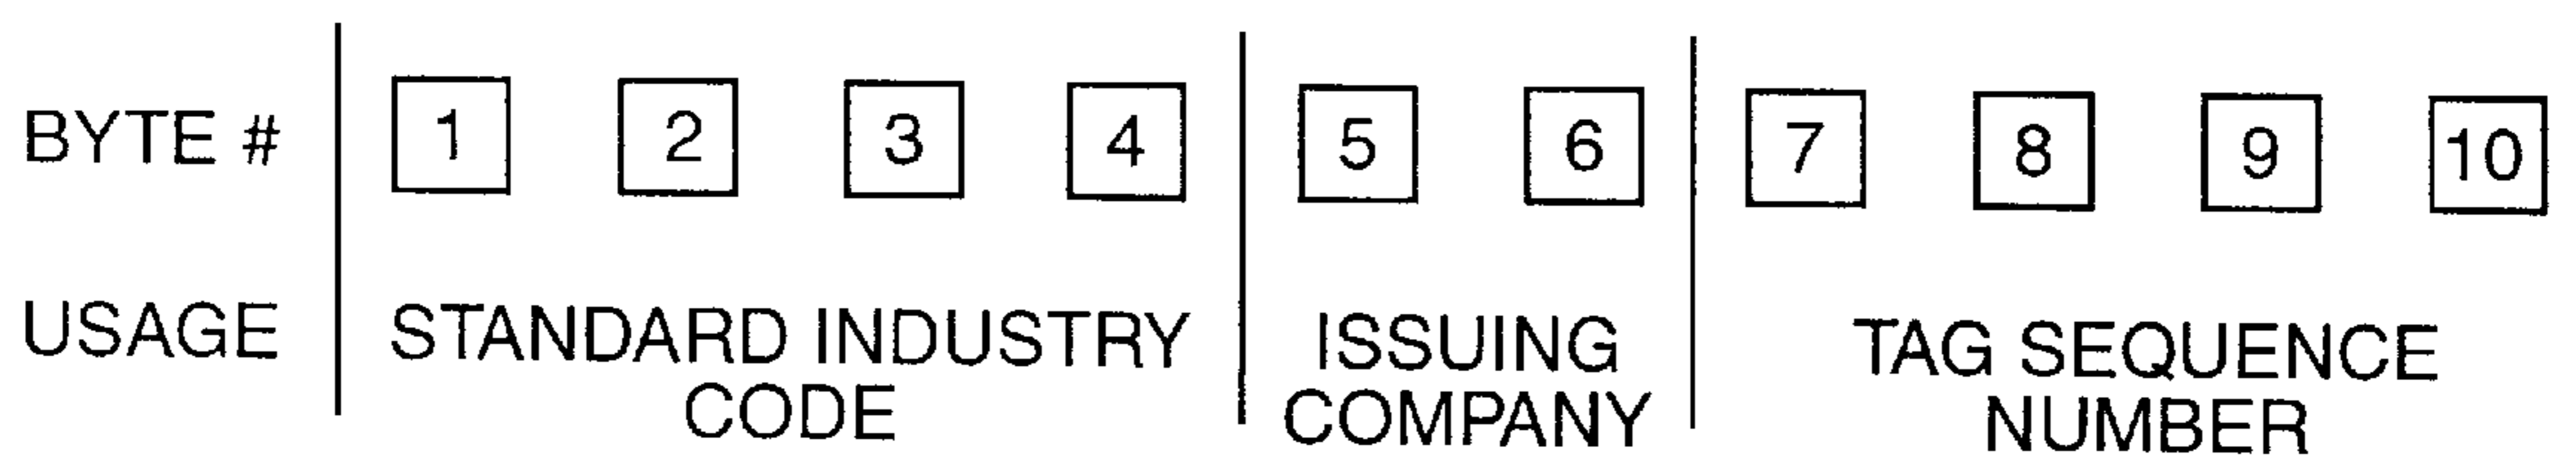 BYTE # 1 2 3 4 5 6 7 8 9 10
USAGE STANDARD INDUSTRY CODE ISSUING COMPANY TAG SEQUENCE NUMBER